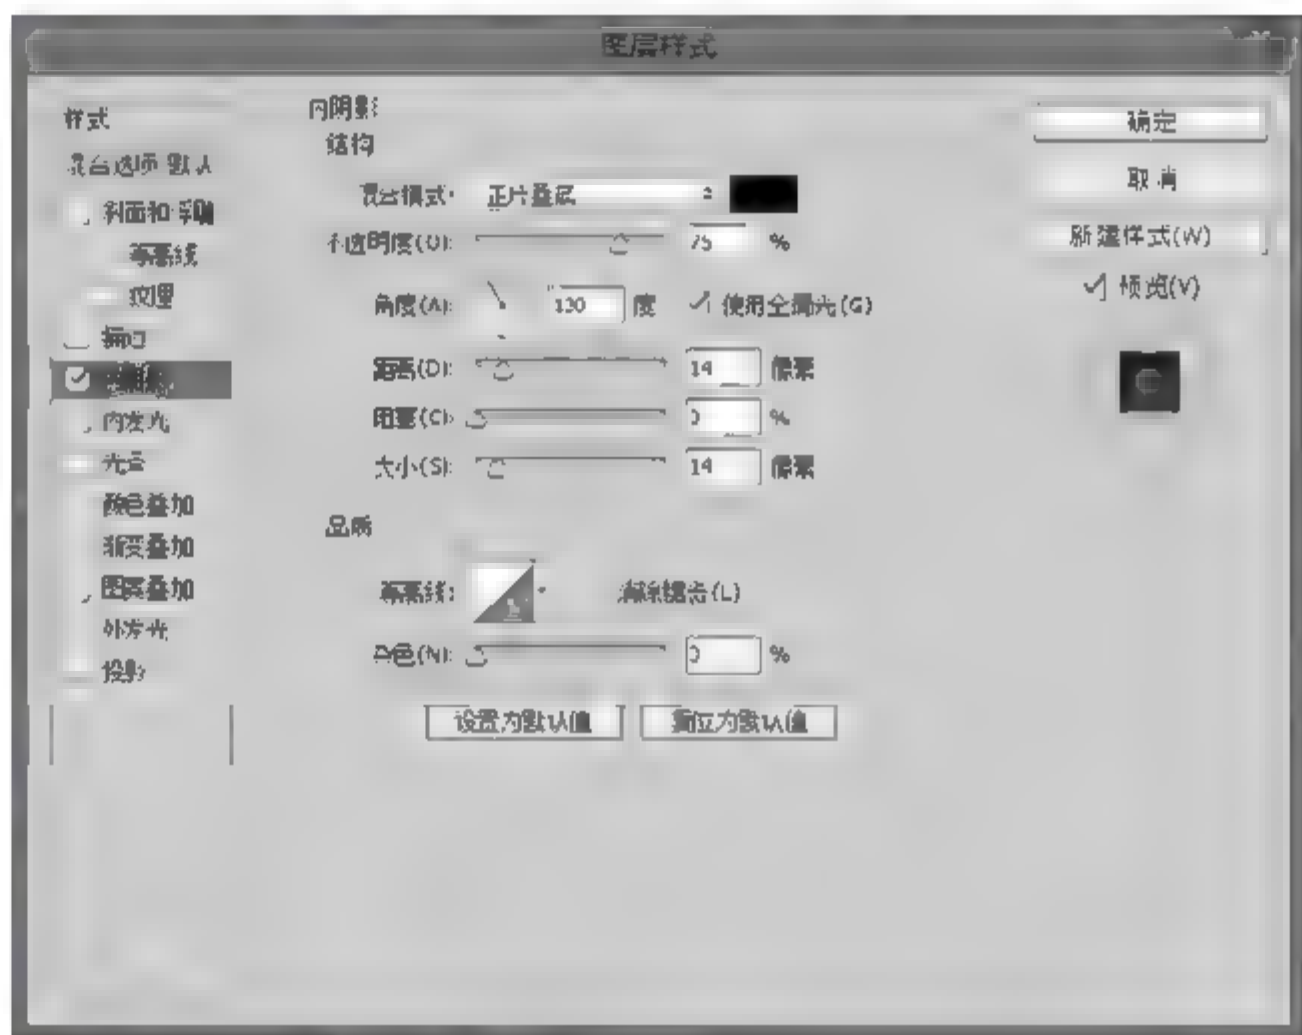 图层样式
样式
混合选项:默认
斜面和浮雕
等高线
纹理
描边
内发光
光泽
颜色叠加
渐变叠加
图案叠加
外发光
投影
内阴影
结构
混合模式: 正片叠底
不透明度(O): 75 %
角度(A): 120 度 使用全局光(G)
距离(D): 14 像素
阻塞(C): 0 %
大小(S): 14 像素
品质
等高线: 消除锯齿(L)
杂色(N): 0 %
设置为默认值 复位为默认值
确定
取消
新建样式(W)
预览(V)